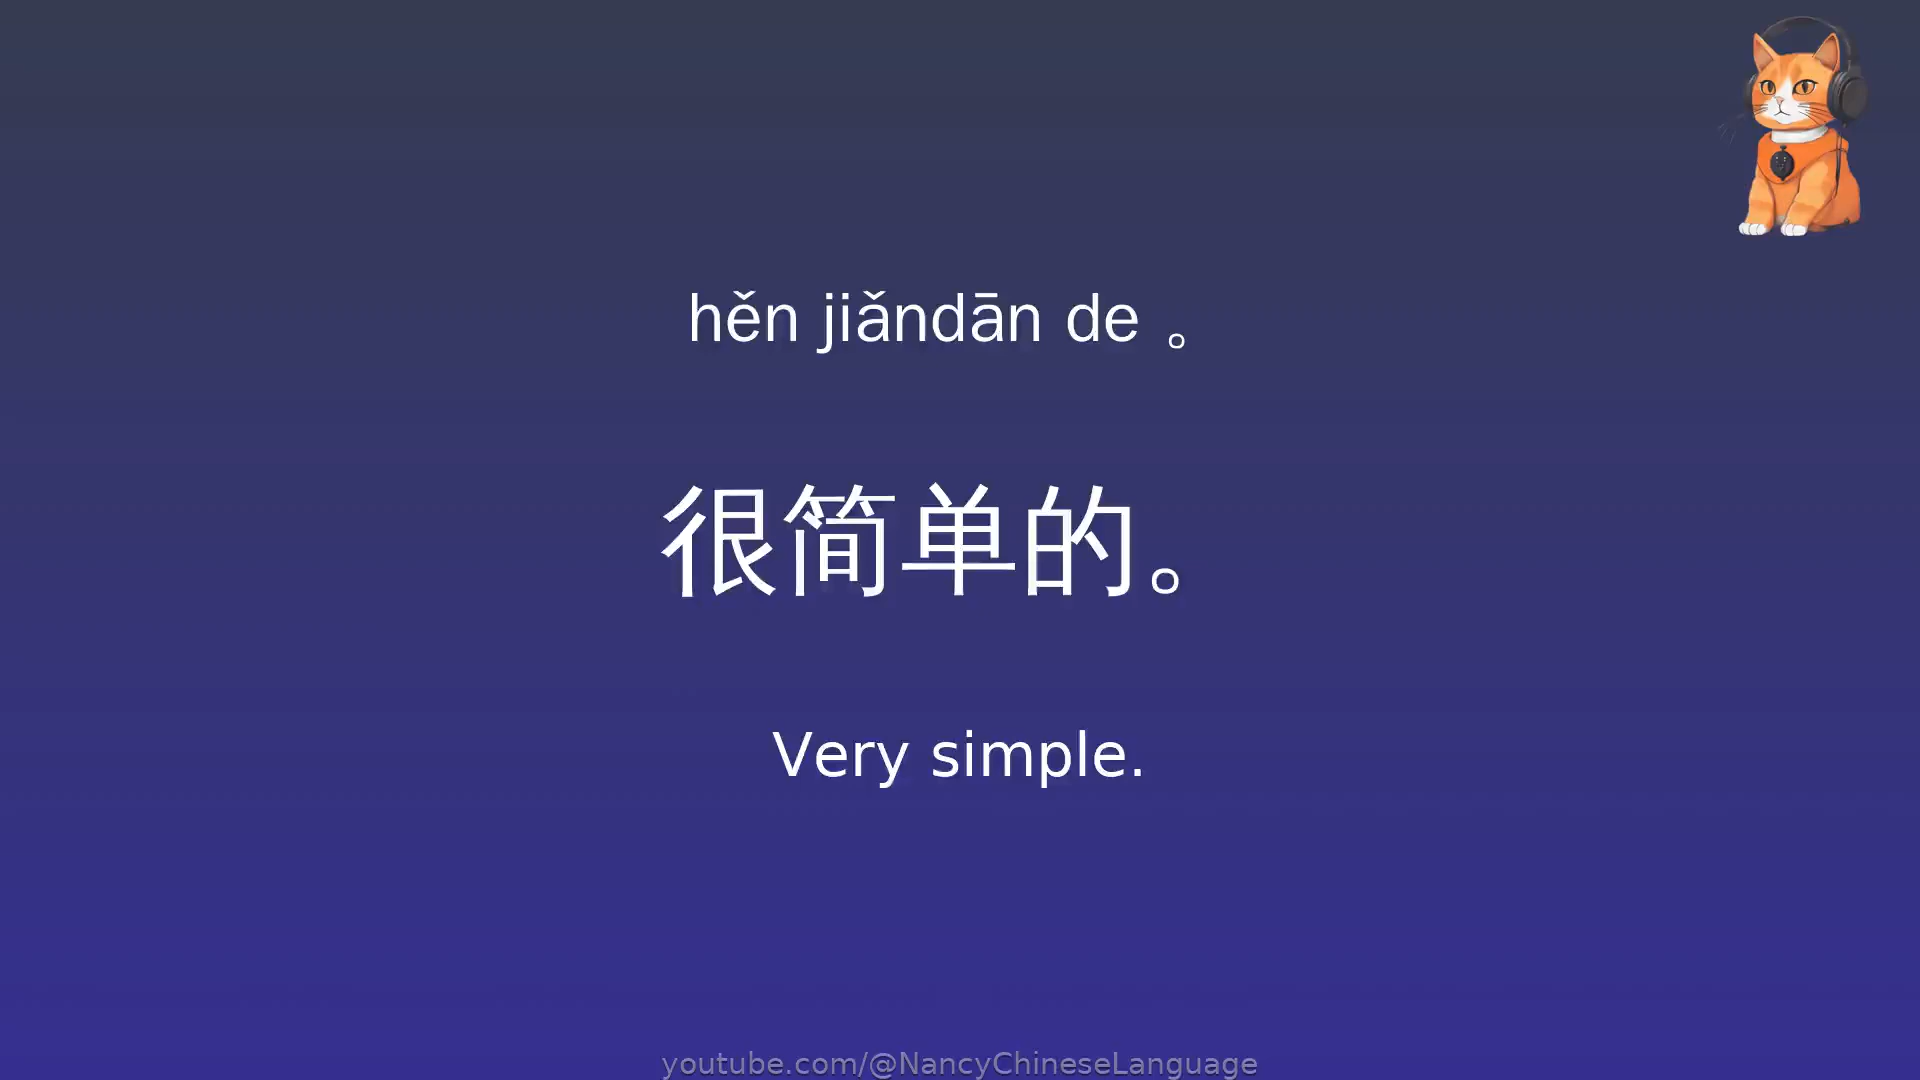 hěn jiǎndān de 。
很简单的。
Very simple.
youtube.com/@NancyChineseLanguage